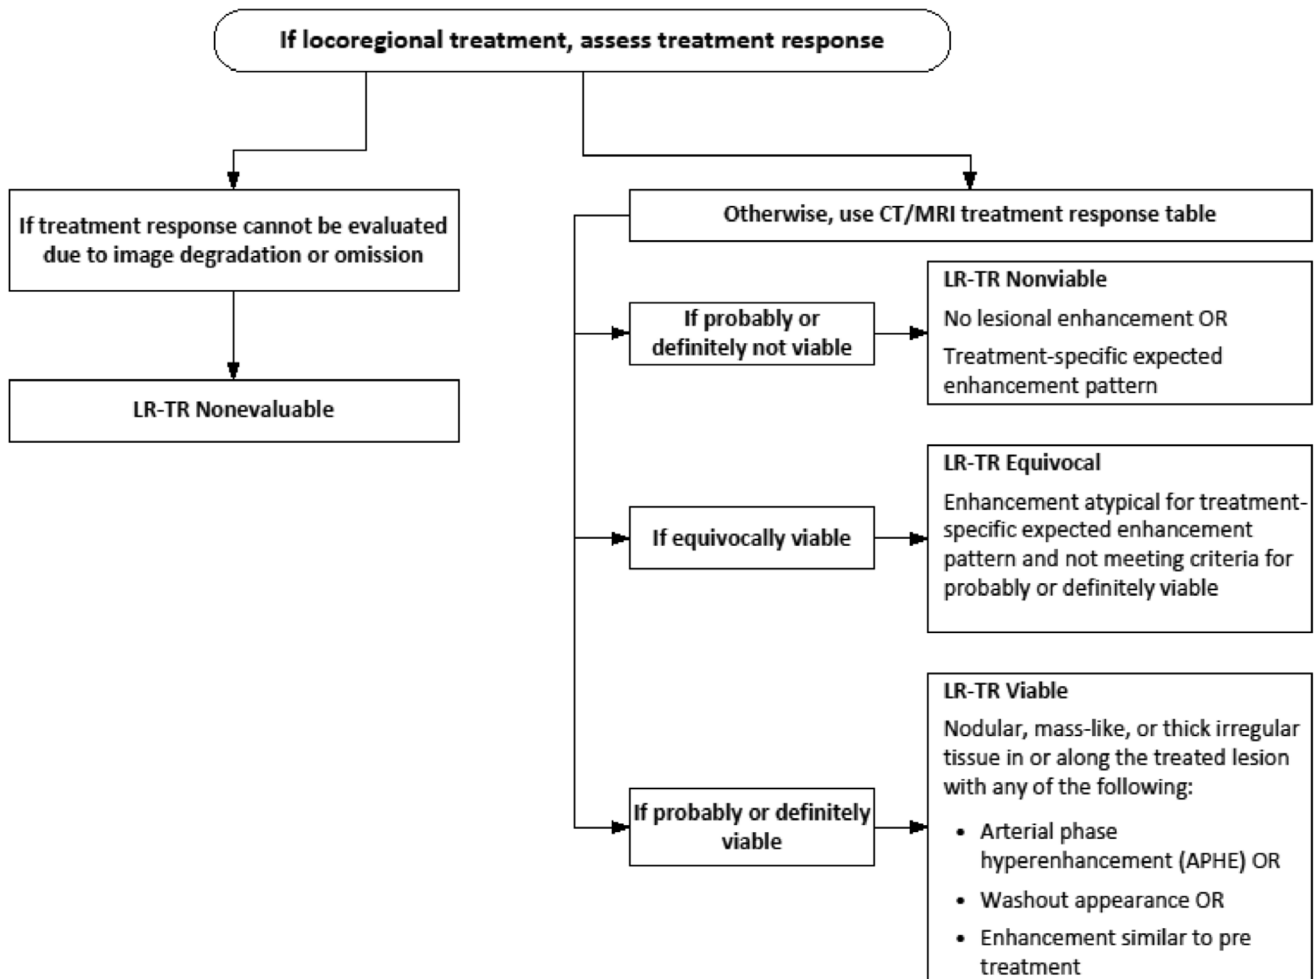 If locoregional treatment, assess treatment response
If treatment response cannot be evaluated
due to image degradation or omission
LR-TR Nonevaluable
Otherwise, use CT/MRI treatment response table
If probably or
definitely not viable
LR-TR Nonviable
No lesional enhancement OR
Treatment-specific expected
enhancement pattern
If equivocally viable
LR-TR Equivocal
Enhancement atypical for treatment-
specific expected enhancement
pattern and not meeting criteria for
probably or definitely viable
If probably or definitely
viable
LR-TR Viable
Nodular, mass-like, or thick irregular
tissue in or along the treated lesion
with any of the following:
• Arterial phase
hyperenhancement (APHE) OR
• Washout appearance OR
• Enhancement similar to pre
treatment